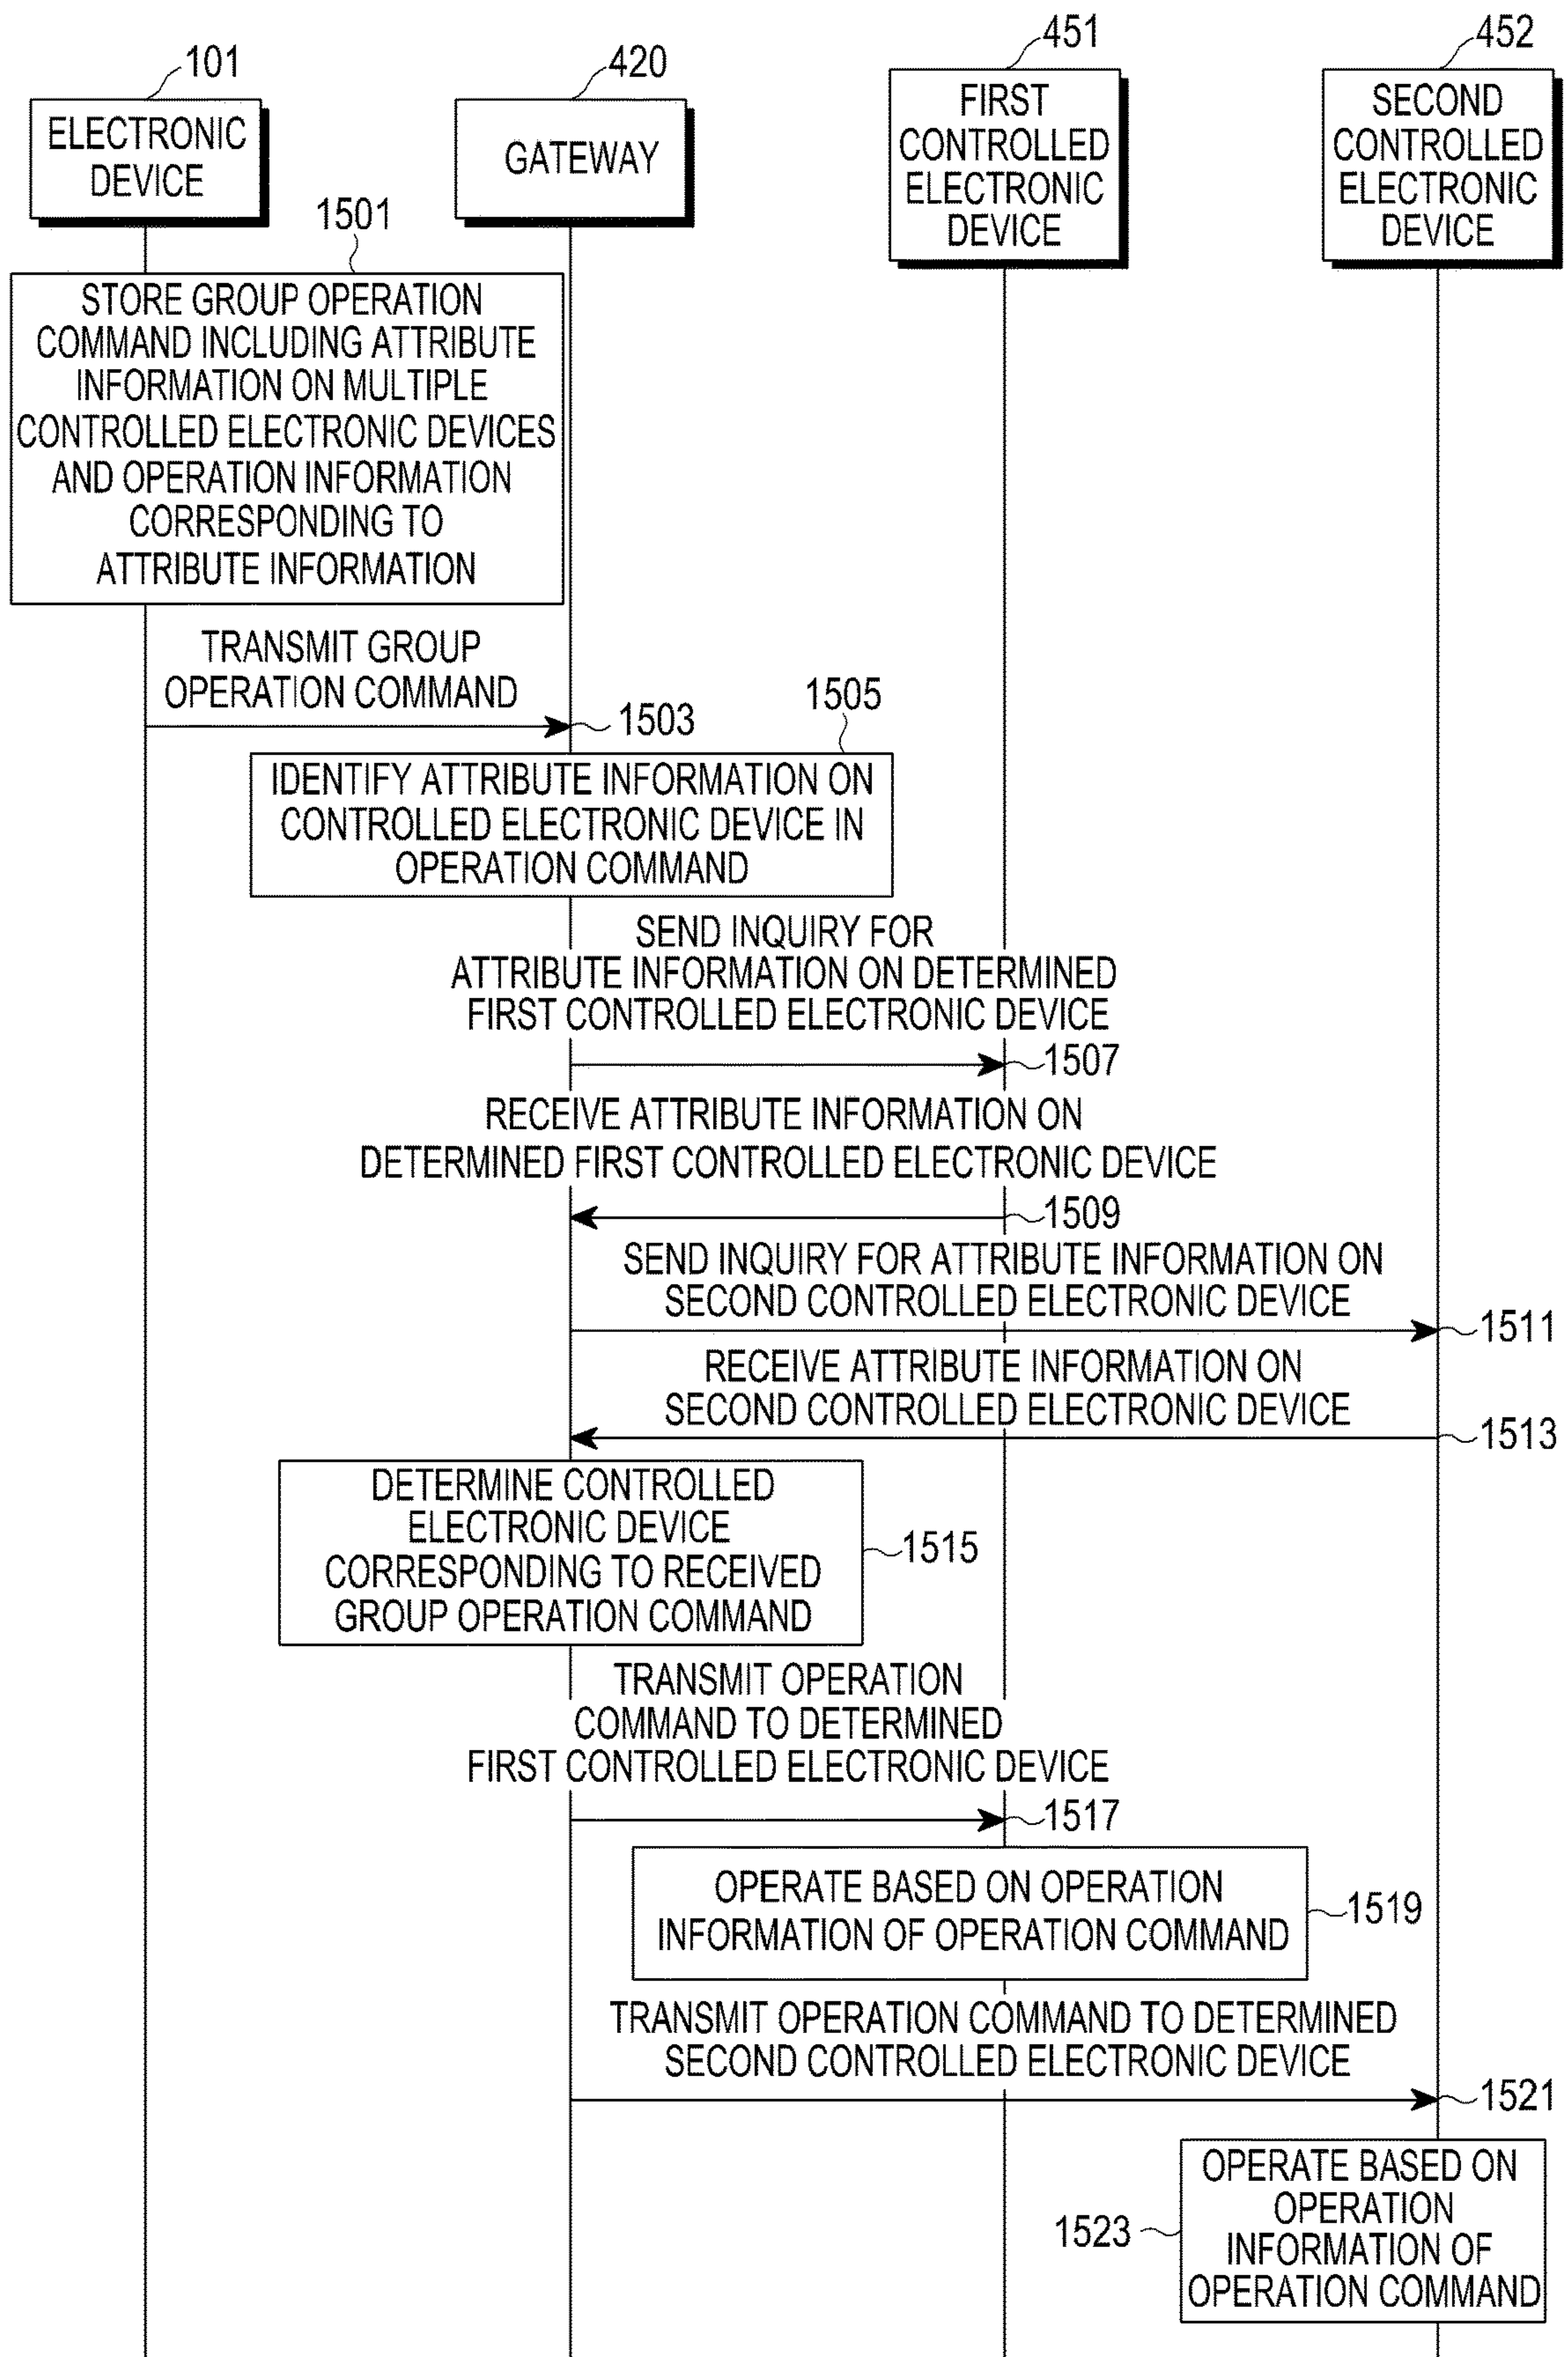 101
420
451
452
ELECTRONIC
DEVICE
GATEWAY
FIRST
CONTROLLED
ELECTRONIC
DEVICE
SECOND
CONTROLLED
ELECTRONIC
DEVICE
1501
STORE GROUP OPERATION
COMMAND INCLUDING ATTRIBUTE
INFORMATION ON MULTIPLE
CONTROLLED ELECTRONIC DEVICES
AND OPERATION INFORMATION
CORRESPONDING TO
ATTRIBUTE INFORMATION
TRANSMIT GROUP
OPERATION COMMAND
1503
1505
IDENTIFY ATTRIBUTE INFORMATION ON
CONTROLLED ELECTRONIC DEVICE IN
OPERATION COMMAND
SEND INQUIRY FOR
ATTRIBUTE INFORMATION ON DETERMINED
FIRST CONTROLLED ELECTRONIC DEVICE
1507
RECEIVE ATTRIBUTE INFORMATION ON
DETERMINED FIRST CONTROLLED ELECTRONIC DEVICE
1509
SEND INQUIRY FOR ATTRIBUTE INFORMATION ON
SECOND CONTROLLED ELECTRONIC DEVICE
1511
RECEIVE ATTRIBUTE INFORMATION ON
SECOND CONTROLLED ELECTRONIC DEVICE
1513
DETERMINE CONTROLLED
ELECTRONIC DEVICE
CORRESPONDING TO RECEIVED
GROUP OPERATION COMMAND
1515
TRANSMIT OPERATION
COMMAND TO DETERMINED
FIRST CONTROLLED ELECTRONIC DEVICE
1517
OPERATE BASED ON OPERATION
INFORMATION OF OPERATION COMMAND
1519
TRANSMIT OPERATION COMMAND TO DETERMINED
SECOND CONTROLLED ELECTRONIC DEVICE
1521
OPERATE BASED ON
OPERATION
INFORMATION OF
OPERATION COMMAND
1523